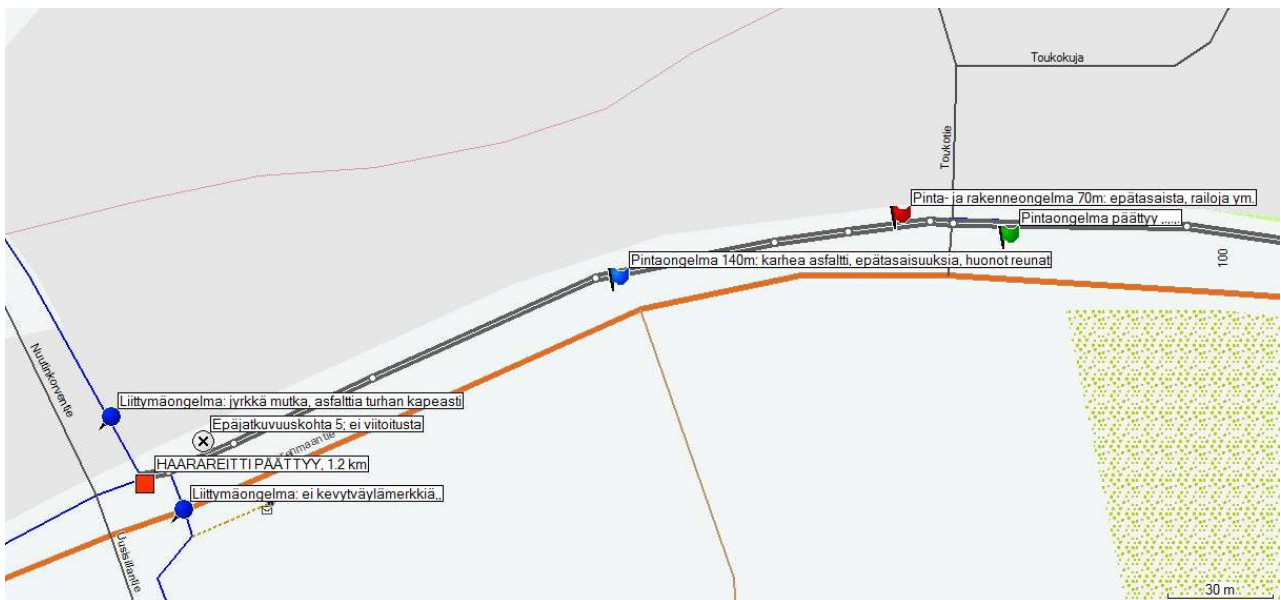 Toukokuja
Toukotie
Pinta- ja rakenneongelma 70m: epätasaista, railoja ym.
Pintaongelma päättyy ......
Pintaongelma 140m: karhea asfaltti, epätasaisuuksia, huonot reunat
100
Nuutinkorventie
Liittymäongelma: jyrkkä mutka, asfalttia turhan kapeasti
Epäjatkuvuuskohta 5; ei viitoitusta
HAARAREITTI PÄÄTTYY, 1.2 km
Liittymäongelma: ei kevytväylämerkkiä,,
Uusisillantie
30 m